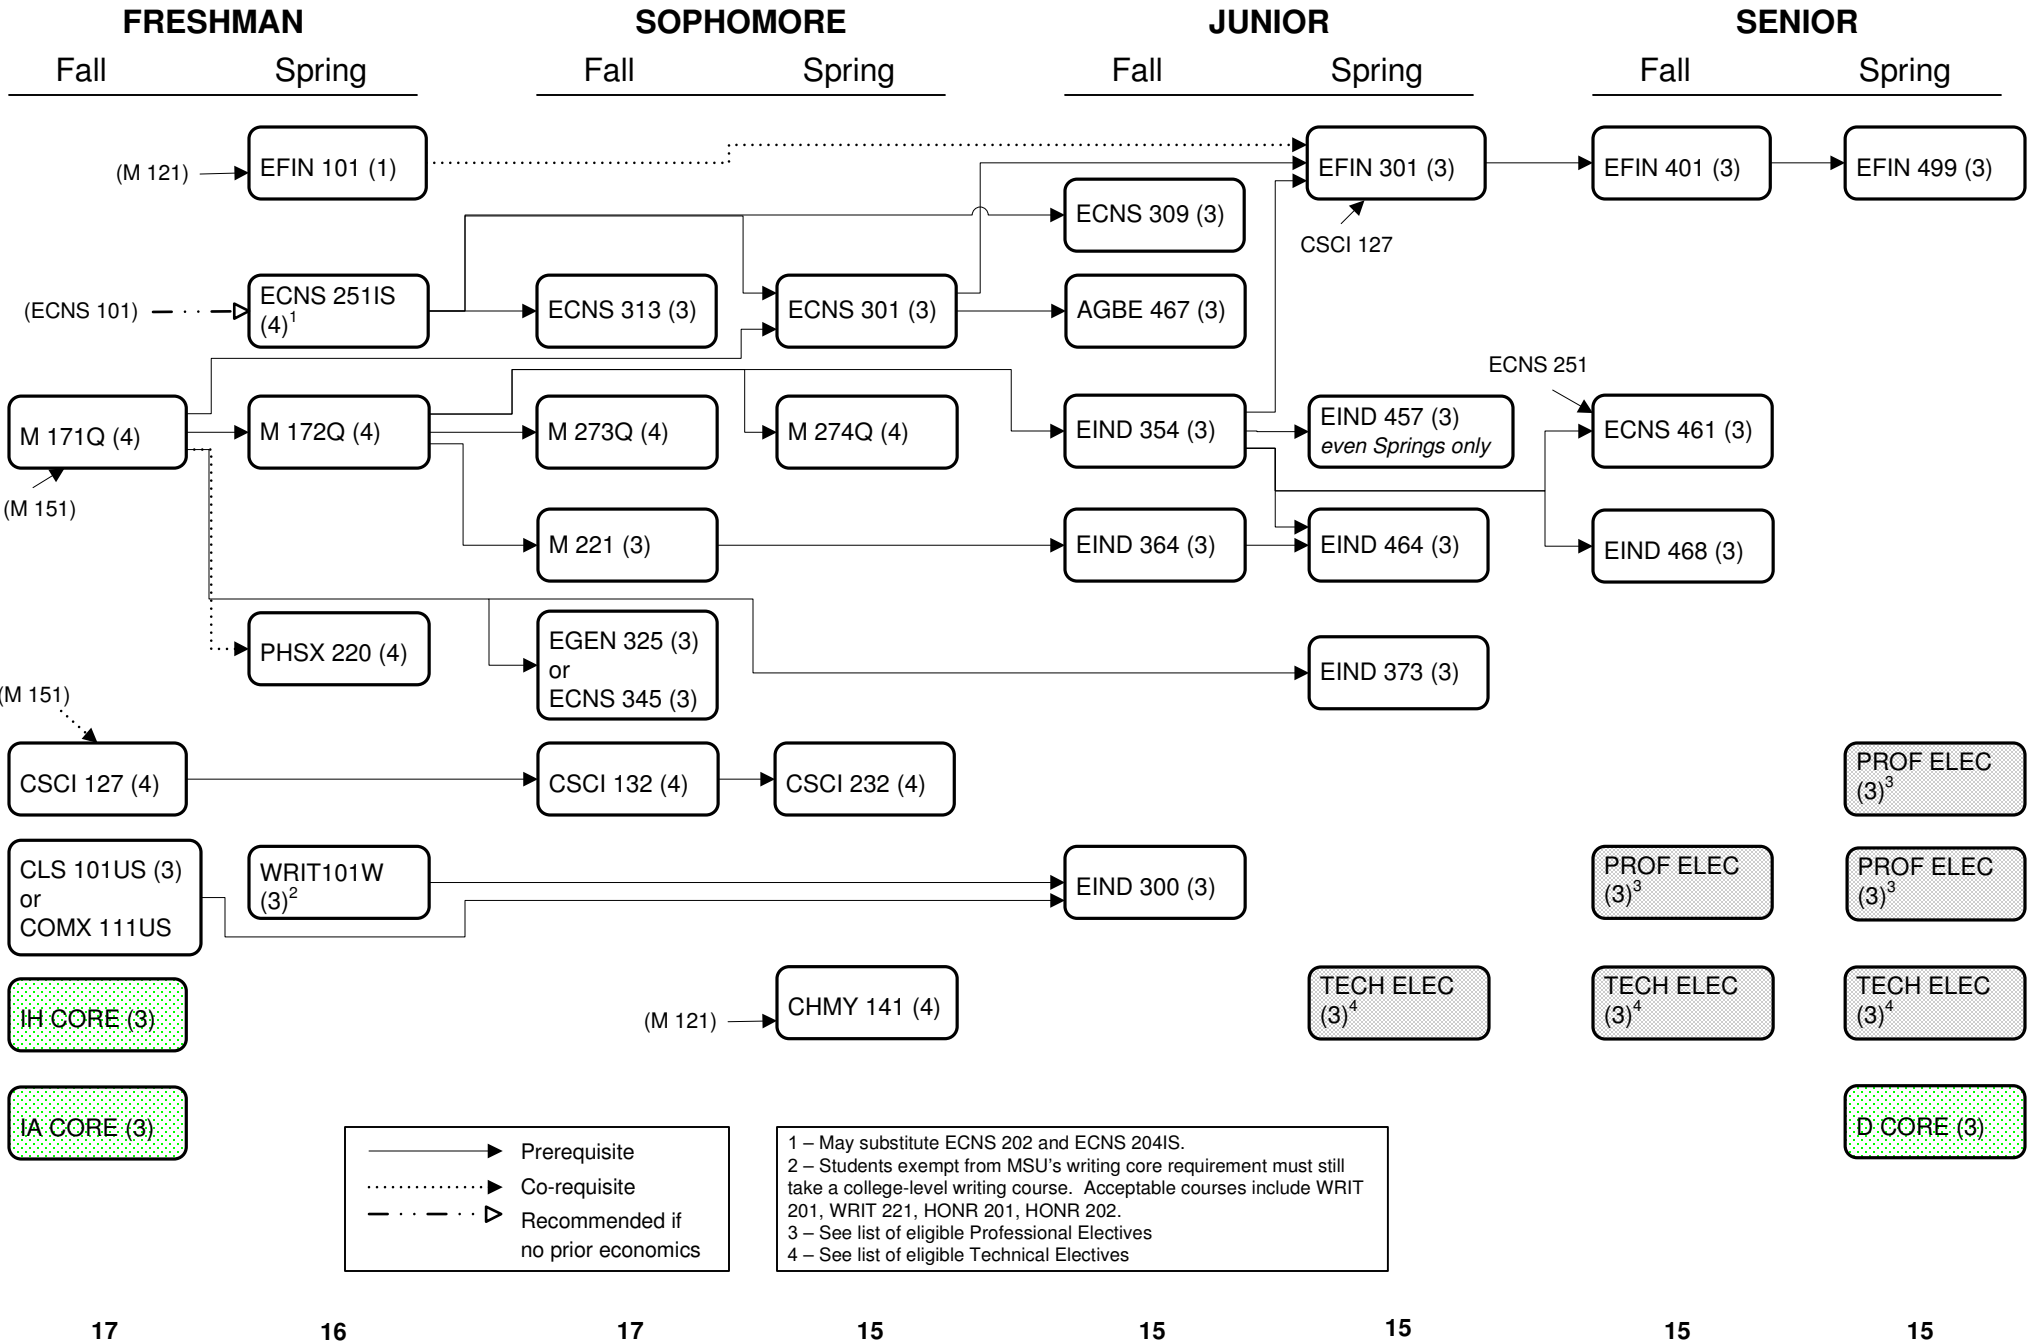 FRESHMAN
SOPHOMORE
JUNIOR
SENIOR
Fall
Spring
Fall
Spring
Fall
Spring
Fall
Spring
(M 121)
EFIN 101 (1)
EFIN 301 (3)
EFIN 401 (3)
EFIN 499 (3)
ECNS 309 (3)
CSCI 127
(ECNS 101)
ECNS 251IS
(4)1
ECNS 313 (3)
ECNS 301 (3)
AGBE 467 (3)
ECNS 251
M 171Q (4)
M 172Q (4)
M 273Q (4)
M 274Q (4)
EIND 354 (3)
EIND 457 (3)
even Springs only
ECNS 461 (3)
(M 151)
M 221 (3)
EIND 364 (3)
EIND 464 (3)
EIND 468 (3)
PHSX 220 (4)
EGEN 325 (3)
or
ECNS 345 (3)
EIND 373 (3)
(M 151)
CSCI 127 (4)
CSCI 132 (4)
CSCI 232 (4)
PROF ELEC
(3)3
CLS 101US (3)
or
COMX 111US
WRIT101W
(3)2
EIND 300 (3)
PROF ELEC
(3)3
PROF ELEC
(3)3
IH CORE (3)
(M 121)
CHMY 141 (4)
TECH ELEC
(3)4
TECH ELEC
(3)4
TECH ELEC
(3)4
IA CORE (3)
D CORE (3)
Prerequisite
Co-requisite
Recommended if
no prior economics
1 – May substitute ECNS 202 and ECNS 204IS.
2 – Students exempt from MSU's writing core requirement must still
take a college-level writing course.  Acceptable courses include WRIT
201, WRIT 221, HONR 201, HONR 202.
3 – See list of eligible Professional Electives
4 – See list of eligible Technical Electives
17
16
17
15
15
15
15
15